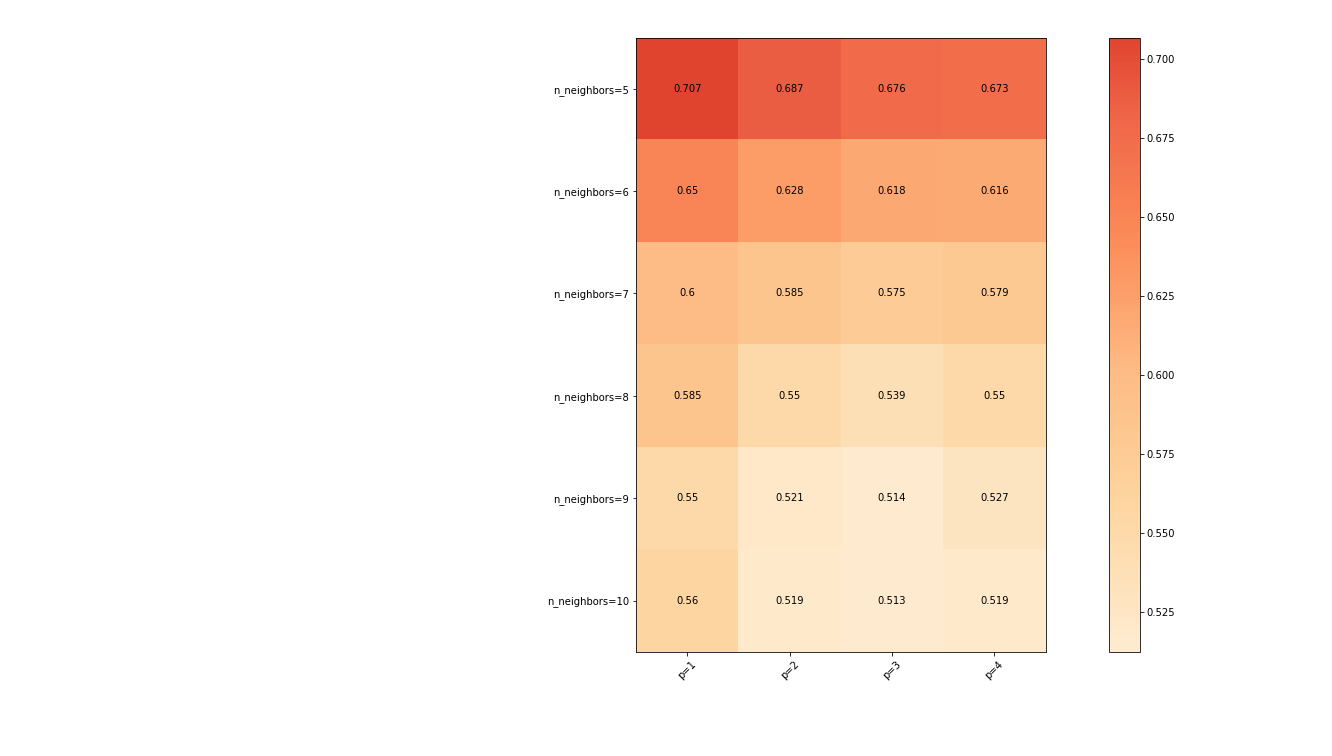 n_neighbors=5 0.707 0.687 0.676 0.673
n_neighbors=6 0.65 0.628 0.618 0.616
n_neighbors=7 0.6 0.585 0.575 0.579
n_neighbors=8 0.585 0.55 0.539 0.55
n_neighbors=9 0.55 0.521 0.514 0.527
n_neighbors=10 0.56 0.519 0.513 0.519
p=1 p=2 p=3 p=4
0.700
0.675
0.650
0.625
0.600
0.575
0.550
0.525